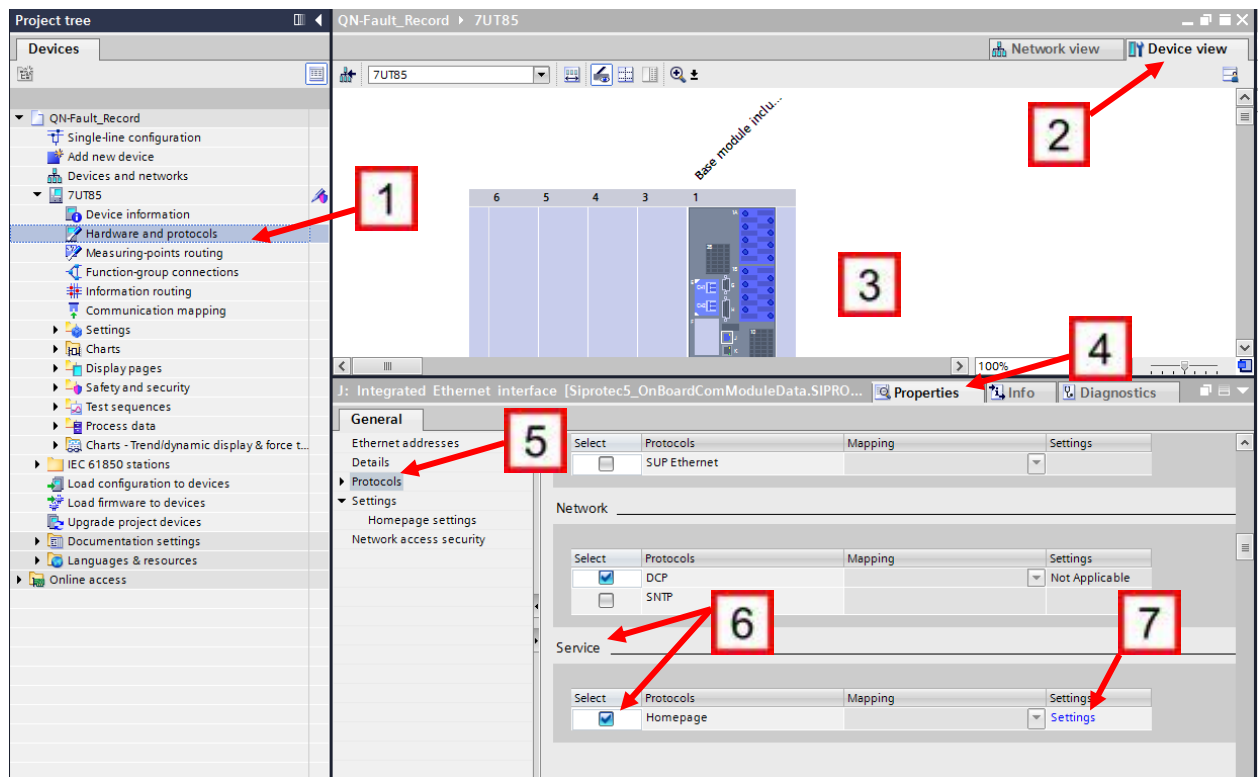 Project tree
Devices
QN-Fault_Record
Single-line configuration
Add new device
Devices and networks
7UT85
Device information
Hardware and protocols
Measuring-points routing
Function-group connections
Information routing
Communication mapping
Settings
Charts
Display pages
Safety and security
Test sequences
Process data
Charts - Trend/dynamic display & force t...
IEC 61850 stations
Load configuration to devices
Load firmware to devices
Upgrade project devices
Documentation settings
Languages & resources
Online access
1
QN-Fault_Record 7UT85
Network view Device view
7UT85
2
Base module inclu...
6 5 4 3 1
3
100%
4
J: Integrated Ethernet interface [Siprotec5_OnBoardComModuleData.SIPRO... Properties Info Diagnostics
General
Ethernet addresses
Details
Protocols
Settings
Homepage settings
Network access security
5
Select Protocols Mapping Settings
SUP Ethernet
Network
Select Protocols Mapping Settings
DCP Not Applicable
SNTP
6
7
Service
Select Protocols Mapping Settings
Homepage Settings